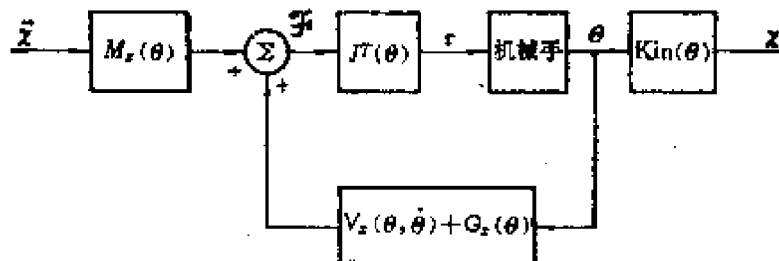 ẍ
Mₓ(θ)
Σ
+
+
ℱ
Jᵀ(θ)
τ
机械手
θ
Kin(θ)
x
Vₓ(θ, θ̇)+Gₓ(θ)